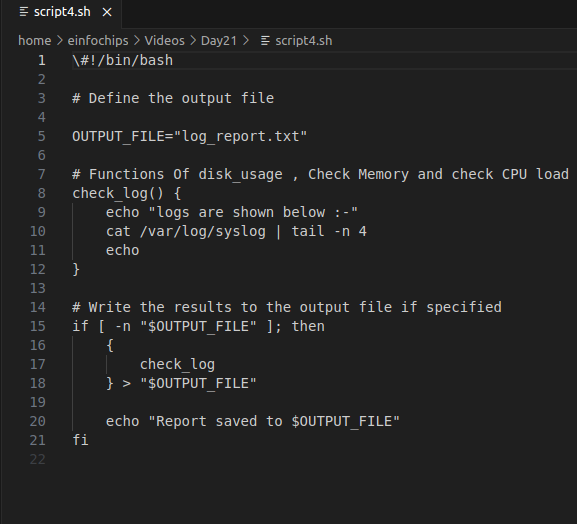 script4.sh ×
home > einfochips > Videos > Day21 > script4.sh
1 \#!/bin/bash
2
3 # Define the output file
4
5 OUTPUT_FILE="log_report.txt"
6
7 # Functions Of disk_usage , Check Memory and check CPU load
8 check_log() {
9     echo "logs are shown below :-"
10     cat /var/log/syslog | tail -n 4
11     echo
12 }
13
14 # Write the results to the output file if specified
15 if [ -n "$OUTPUT_FILE" ]; then
16     {
17         check_log
18     } > "$OUTPUT_FILE"
19
20     echo "Report saved to $OUTPUT_FILE"
21 fi
22